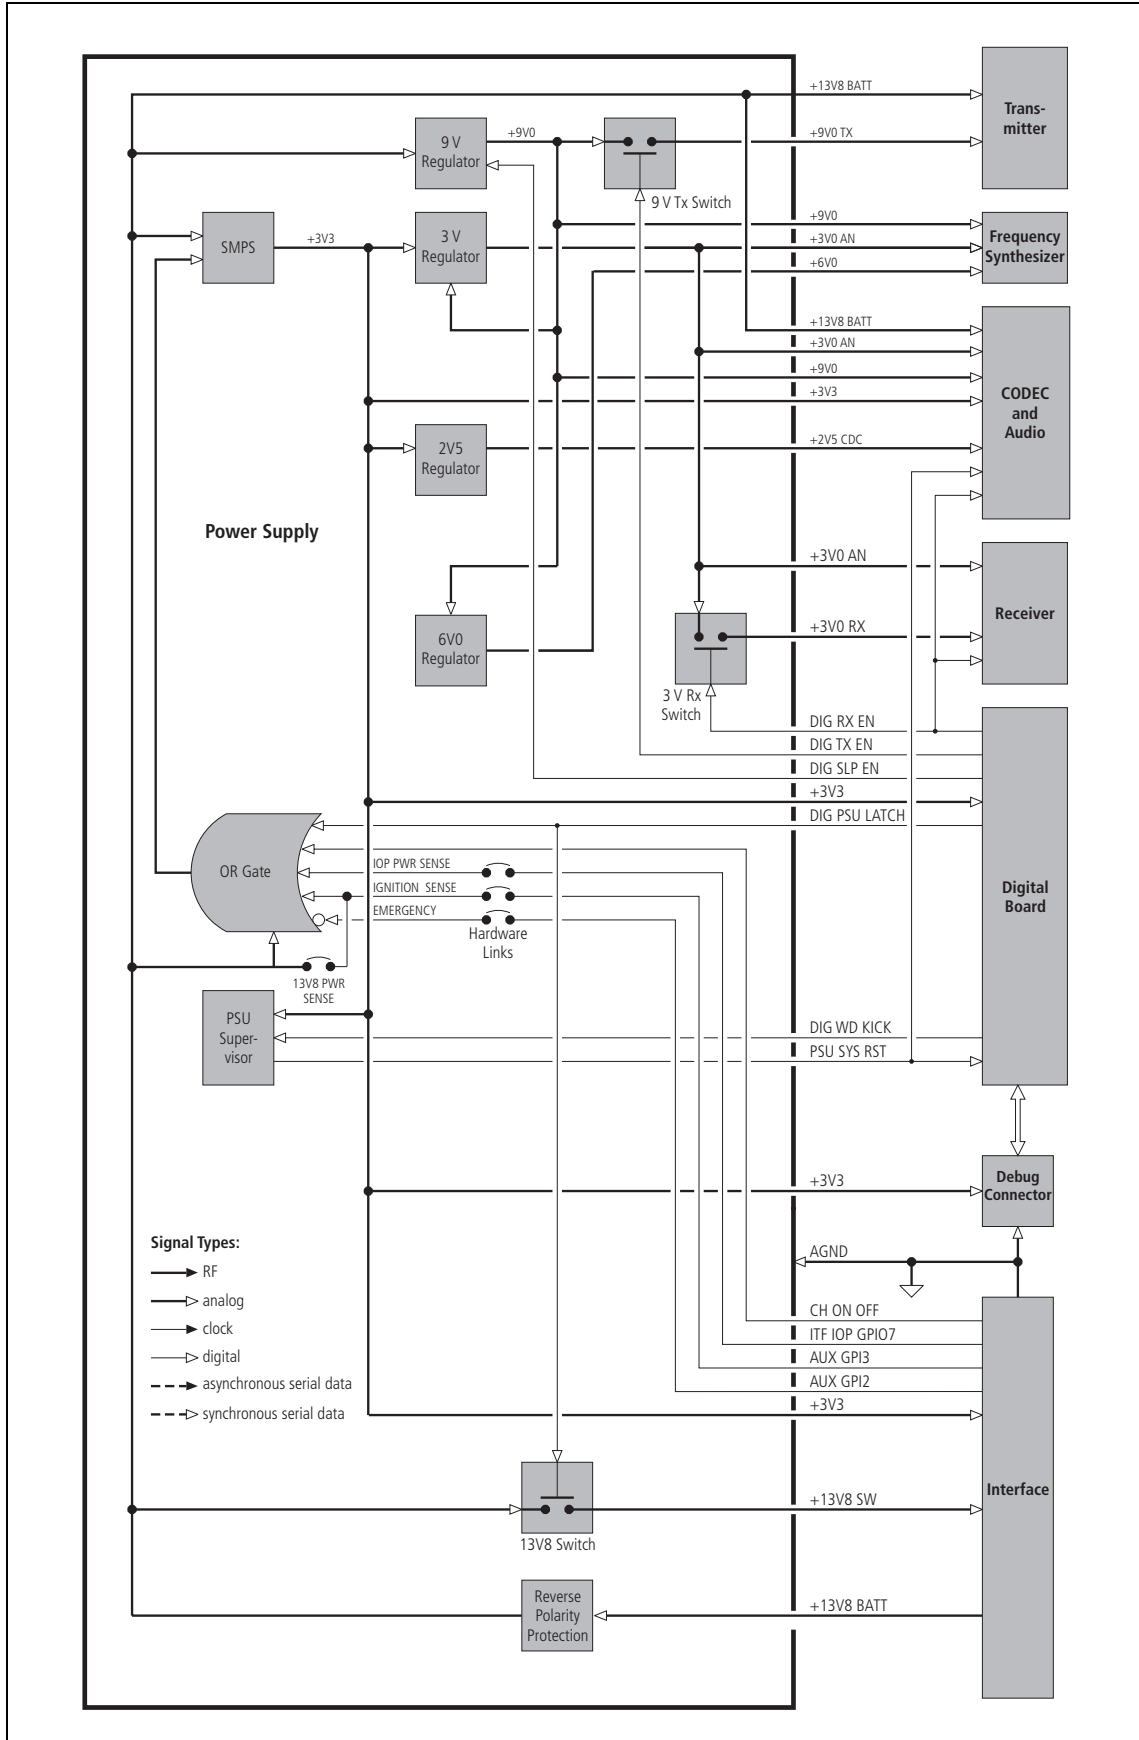 +13V8 BATT
Trans-
mitter
9 V
Regulator
+9V0
+9V0 TX
9 V Tx Switch
SMPS
+3V3
3 V
Regulator
+9V0
+3V0 AN
+6V0
Frequency
Synthesizer
+13V8 BATT
+3V0 AN
+9V0
+3V3
CODEC
and
Audio
2V5
Regulator
+2V5 CDC
Power Supply
+3V0 AN
Receiver
6V0
Regulator
+3V0 RX
3 V Rx
Switch
DIG RX EN
DIG TX EN
DIG SLP EN
+3V3
DIG PSU LATCH
OR Gate
IOP PWR SENSE
IGNITION SENSE
EMERGENCY
Hardware
Links
Digital
Board
13V8 PWR
SENSE
PSU
Super-
visor
DIG WD KICK
PSU SYS RST
+3V3
Debug
Connector
Signal Types:
RF
analog
clock
digital
asynchronous serial data
synchronous serial data
AGND
CH ON OFF
ITF IOP GPIO7
AUX GPI3
AUX GPI2
+3V3
Interface
+13V8 SW
13V8 Switch
Reverse
Polarity
Protection
+13V8 BATT